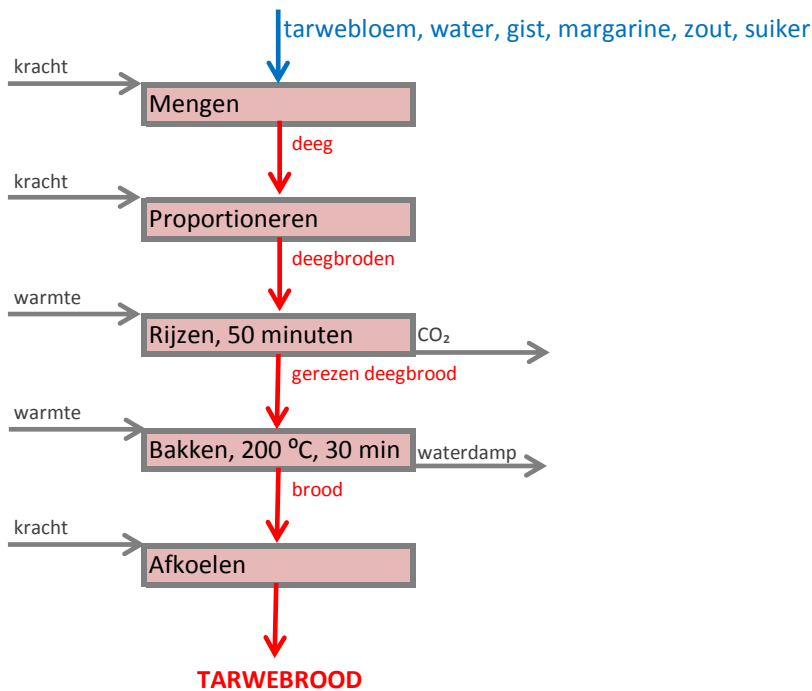 tarwebloem, water, gist, margarine, zout, suiker
kracht
Mengen
deeg
kracht
Proportioneren
deegbroden
warmte
Rijzen, 50 minuten
CO₂
gerezen deegbrood
warmte
Bakken, 200 ⁰C, 30 min
waterdamp
brood
kracht
Afkoelen
TARWEBROOD